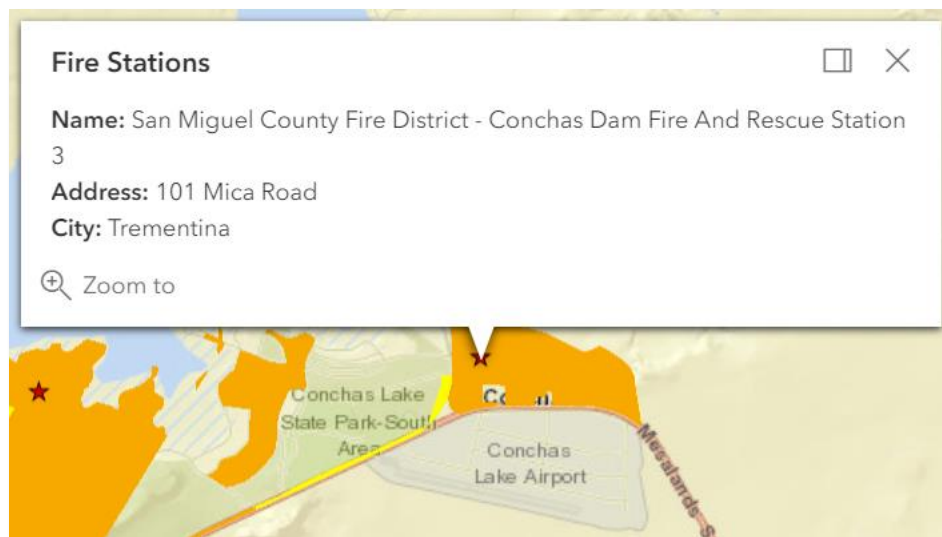 Fire Stations
Name: San Miguel County Fire District - Conchas Dam Fire And Rescue Station
3
Address: 101 Mica Road
City: Trementina
Zoom to
Conchas Lake
State Park-South
Area
Conchas
Lake Airport
Mesalands S